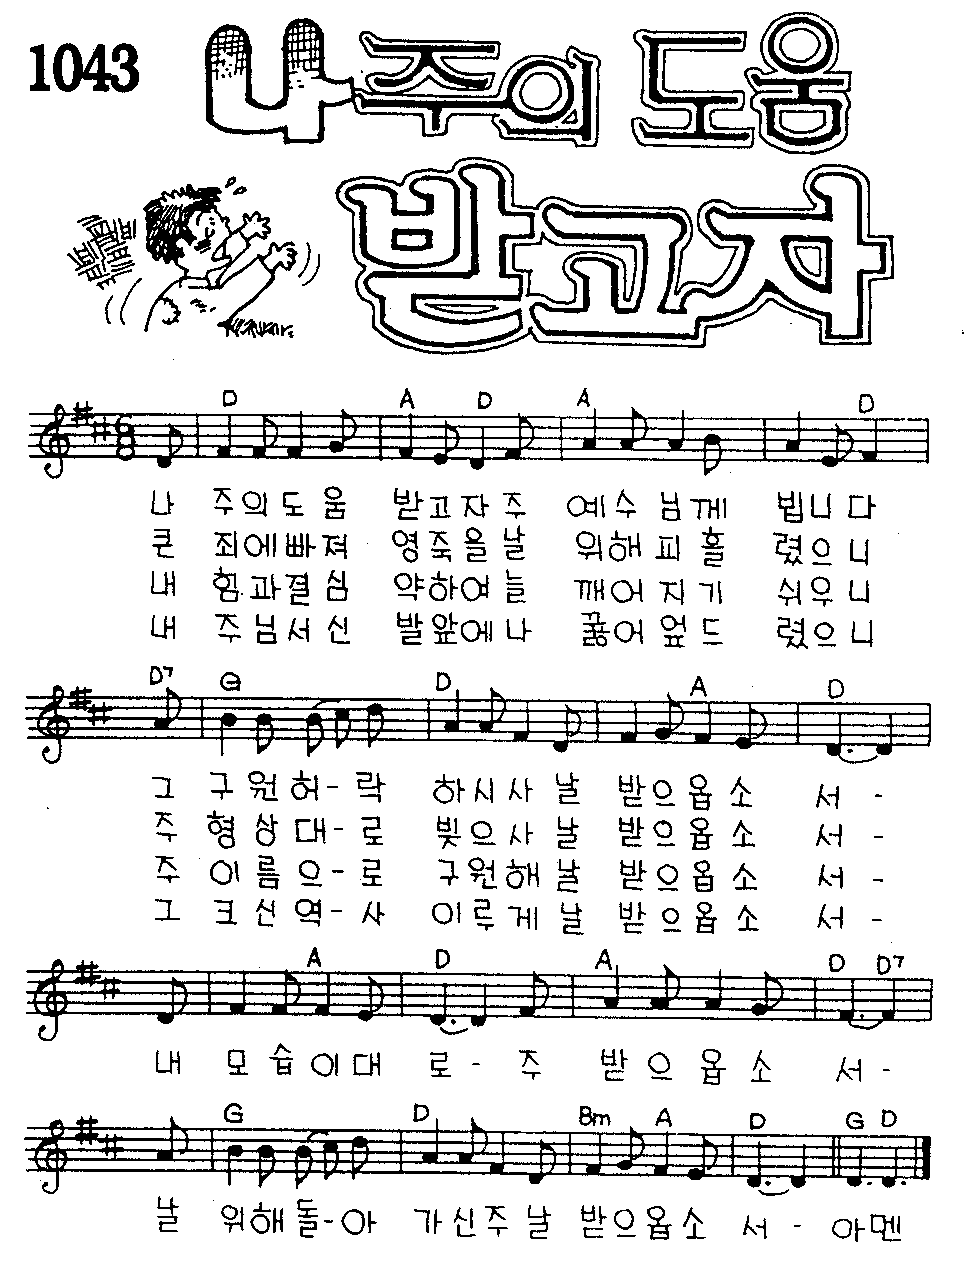 1043
나 주의 도움
받고자
D A D A D
나 주의도움 받고자주 예수님께 빕니다
큰 죄에빠져 영죽을날 위해피흘 렸으니
내 힘과결심 약하여늘 깨어지기 쉬우니
내 주님서신 발앞에나 꿇어엎드 렸으니
D7 G D A D
그 구원허-락 하시사날 받으옵소 서-
주 형상대-로 빚으사날 받으옵소 서-
주 이름으-로 구원해날 받으옵소 서-
그 크신역-사 이루게날 받으옵소 서-
A D A D D7
내 모습이대 로-주 받으옵소 서-
G D Bm A D G D
날 위해돌-아 가신주날 받으옵소 서- 아멘